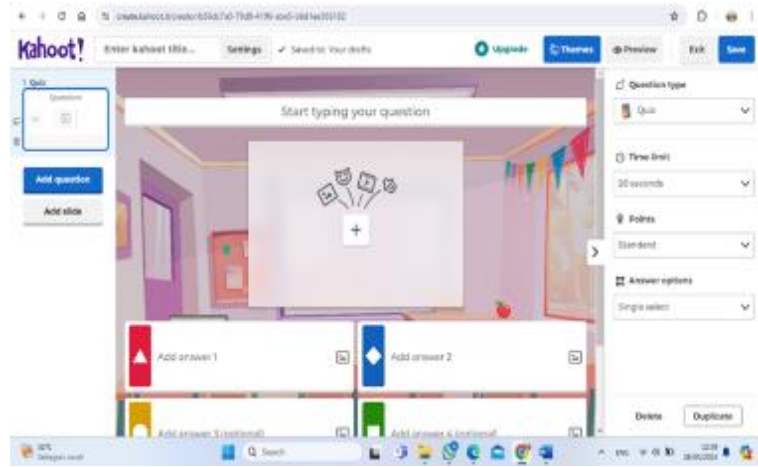 Kahoot!
Enter kahoot title...
Settings
Saved to: Your drafts
Upgrade
Themes
Preview
Exit
Save
1 Quiz
Question
Add question
Add slide
Start typing your question
Add answer 1
Add answer 2
Add answer 3 (optional)
Add answer 4 (optional)
Question type
Quiz
Time limit
20 seconds
Points
Standard
Answer options
Single select
Delete
Duplicate
Search
ENG